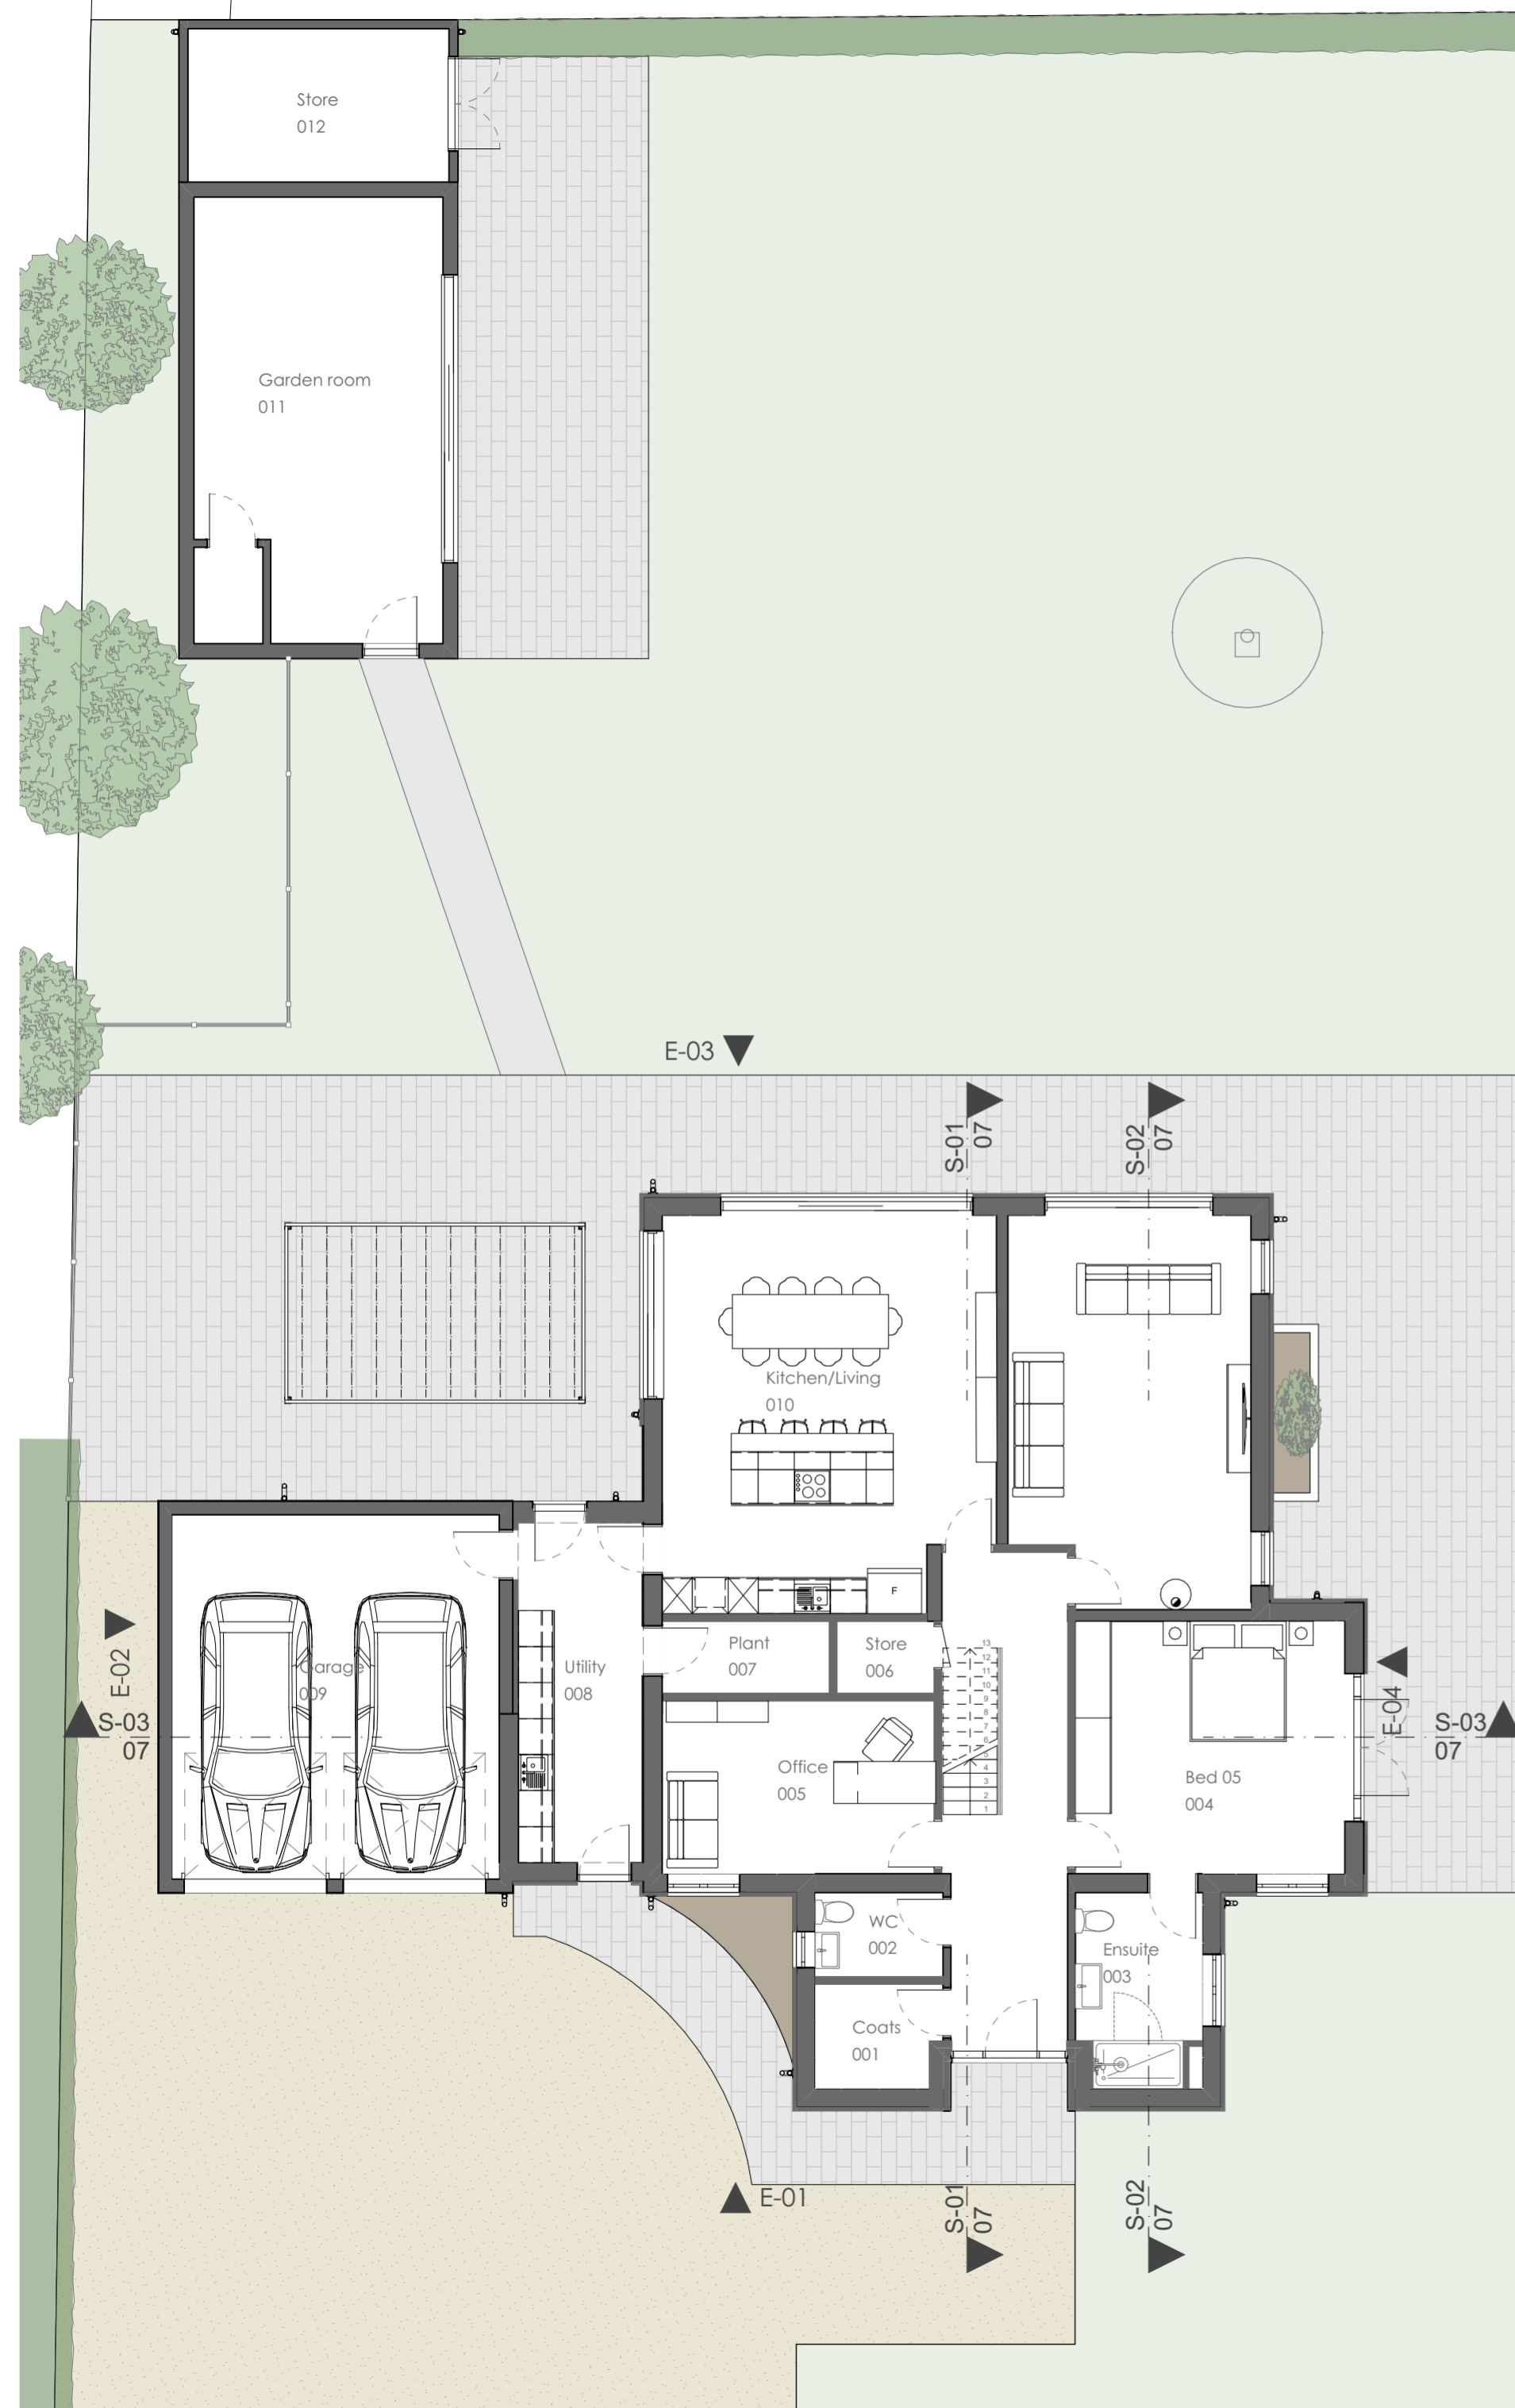 Store
012
Garden room
011
E-03
S-01
07
S-02
07
Kitchen/Living
010
F
E-02
S-03
07
Garage
009
Utility
008
Plant
007
Store
006
13
12
11
10
9
8
7
6
5
4
3
2
1
Office
005
Bed 05
004
E-04
S-03
07
WC
002
Ensuite
003
Coats
001
E-01
S-01
07
S-02
07